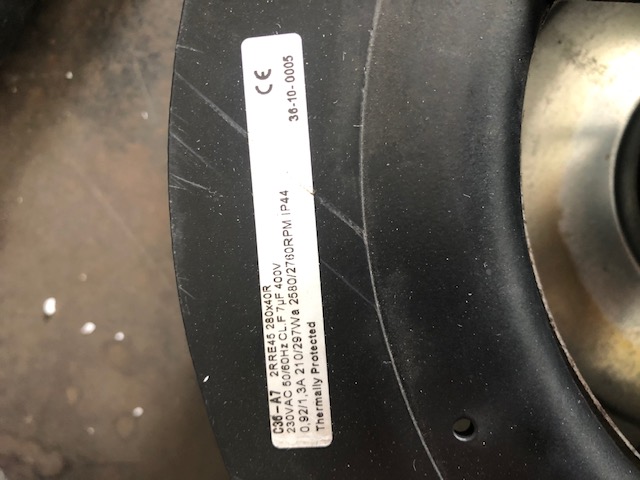 C36-A7 2RRE45 280x40R
230VAC 50/60Hz CL.F 7µF 400V
0,92/1,3A 210/297Wa 2580/2760RPM IP44
Thermally Protected
CE
36-10-0005